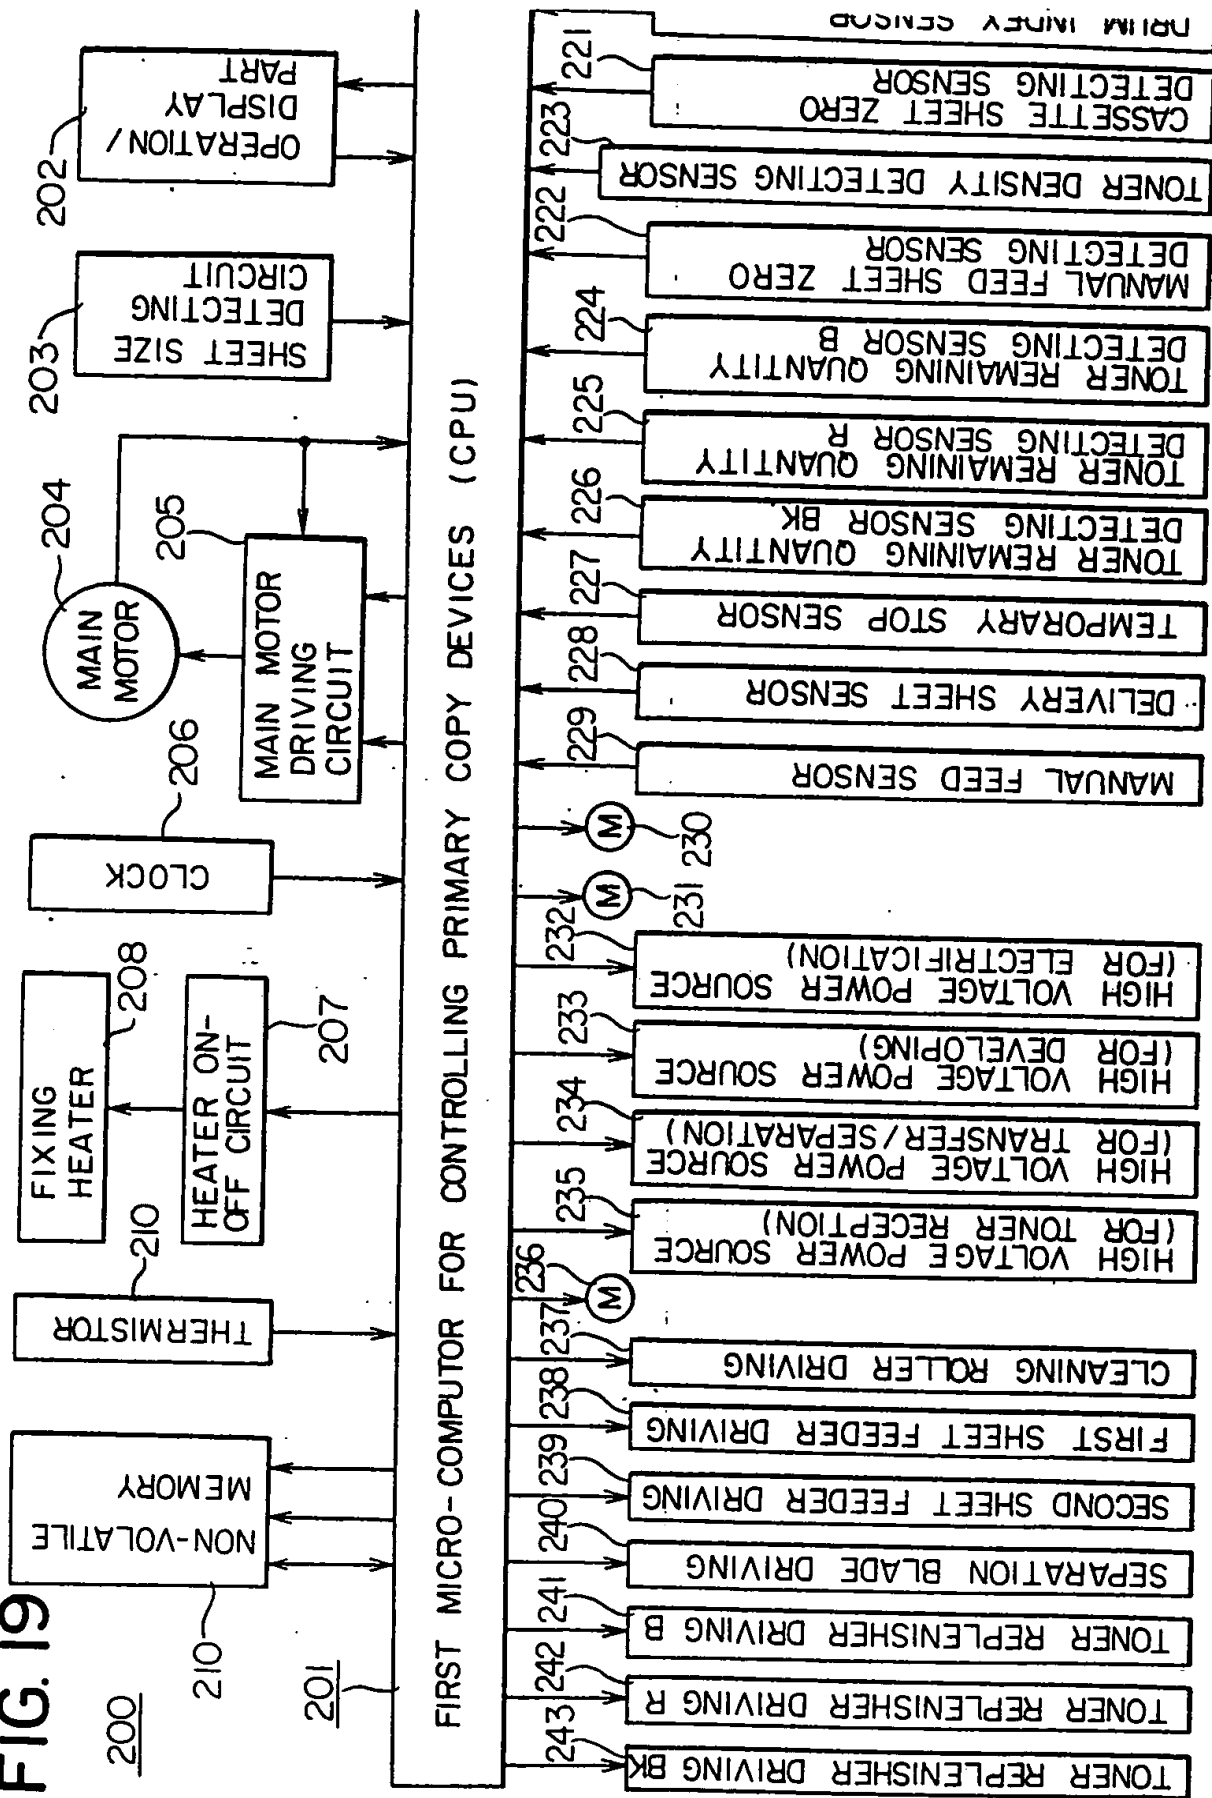 FIG. 19
200
210
NON-VOLATILE
MEMORY
210
THERMISTOR
208
FIXING
HEATER
207
HEATER ON-
OFF CIRCUIT
206
CLOCK
204
MAIN
MOTOR
205
MAIN MOTOR
DRIVING
CIRCUIT
203
SHEET SIZE
DETECTING
CIRCUIT
202
OPERATION/
DISPLAY
PART
201
FIRST MICRO-COMPUTOR FOR CONTROLLING PRIMARY COPY DEVICES (CPU)
243
TONER REPLENISHER DRIVING BK
242
TONER REPLENISHER DRIVING R
241
TONER REPLENISHER DRIVING B
240
SEPARATION BLADE DRIVING
239
SECOND SHEET FEEDER DRIVING
238
FIRST SHEET FEEDER DRIVING
237
CLEANING ROLLER DRIVING
236
M
235
HIGH VOLTAGE POWER SOURCE
(FOR TONER RECEPTION)
234
HIGH VOLTAGE POWER SOURCE
(FOR TRANSFER/SEPARATION)
233
HIGH VOLTAGE POWER SOURCE
(FOR DEVELOPING)
232
HIGH VOLTAGE POWER SOURCE
(FOR ELECTRIFICATION)
M
231
M
230
229
MANUAL FEED SENSOR
228
DELIVERY SHEET SENSOR
227
TEMPORARY STOP SENSOR
226
TONER REMAINING QUANTITY
DETECTING SENSOR BK
225
TONER REMAINING QUANTITY
DETECTING SENSOR R
224
TONER REMAINING QUANTITY
DETECTING SENSOR B
222
MANUAL FEED SHEET ZERO
DETECTING SENSOR
223
TONER DENSITY DETECTING SENSOR
221
CASSETTE SHEET ZERO
DETECTING SENSOR
DRUM INDEX SENSOR